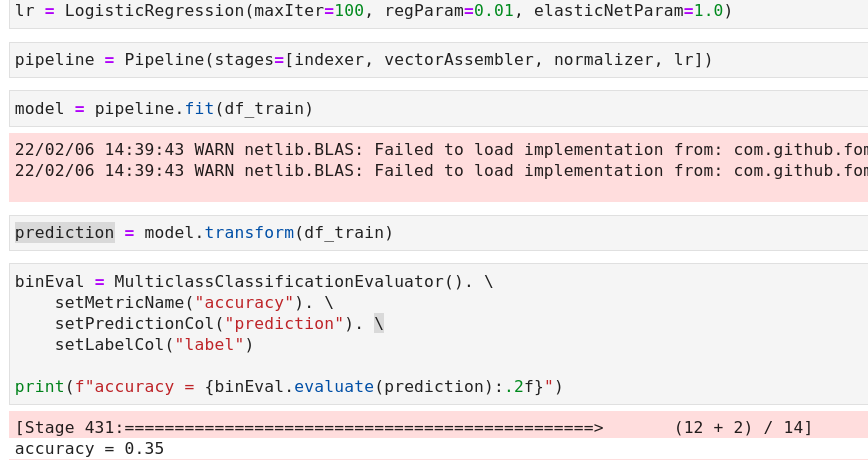 lr = LogisticRegression(maxIter=100, regParam=0.01, elasticNetParam=1.0)
pipeline = Pipeline(stages=[indexer, vectorAssembler, normalizer, lr])
model = pipeline.fit(df_train)
22/02/06 14:39:43 WARN netlib.BLAS: Failed to load implementation from: com.github.fom
22/02/06 14:39:43 WARN netlib.BLAS: Failed to load implementation from: com.github.fom
prediction = model.transform(df_train)
binEval = MulticlassClassificationEvaluator(). \
    setMetricName("accuracy"). \
    setPredictionCol("prediction"). \
    setLabelCol("label")
print(f"accuracy = {binEval.evaluate(prediction):.2f}")
[Stage 431:===============================================>       (12 + 2) / 14]
accuracy = 0.35